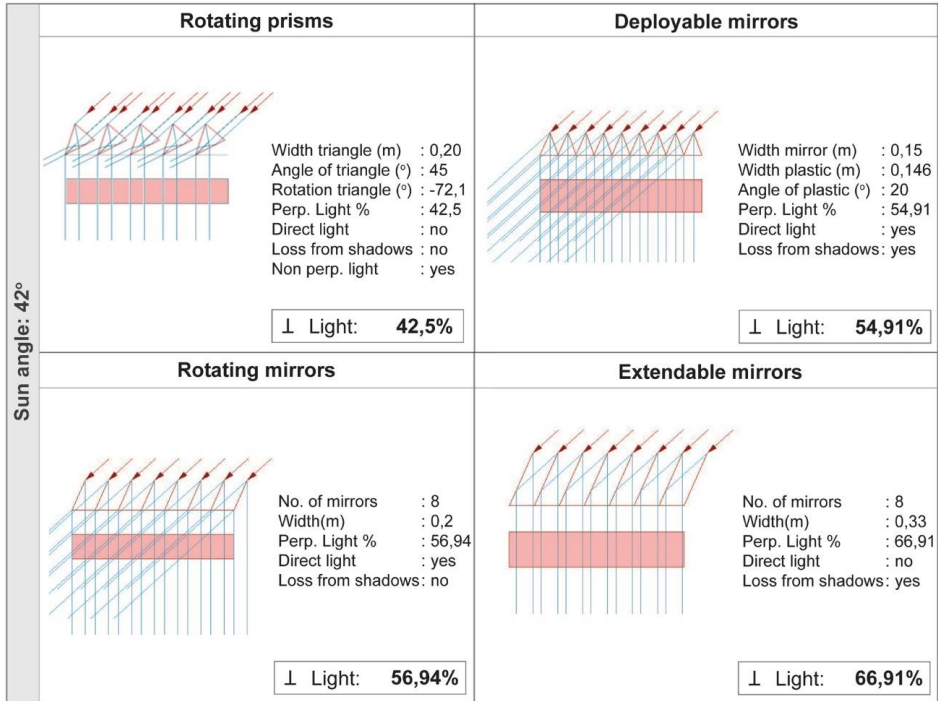 Sun angle: 42°
Rotating prisms
Width triangle (m) : 0,20
Angle of triangle (°) : 45
Rotation triangle (°) : -72,1
Perp. Light % : 42,5
Direct light : no
Loss from shadows : no
Non perp. light : yes
⊥ Light: 42,5%
Deployable mirrors
Width mirror (m) : 0,15
Width plastic (m) : 0,146
Angle of plastic (°) : 20
Perp. Light % : 54,91
Direct light : yes
Loss from shadows : yes
⊥ Light: 54,91%
Rotating mirrors
No. of mirrors : 8
Width(m) : 0,2
Perp. Light % : 56,94
Direct light : yes
Loss from shadows: no
⊥ Light: 56,94%
Extendable mirrors
No. of mirrors : 8
Width(m) : 0,33
Perp. Light % : 66,91
Direct light : no
Loss from shadows: yes
⊥ Light: 66,91%